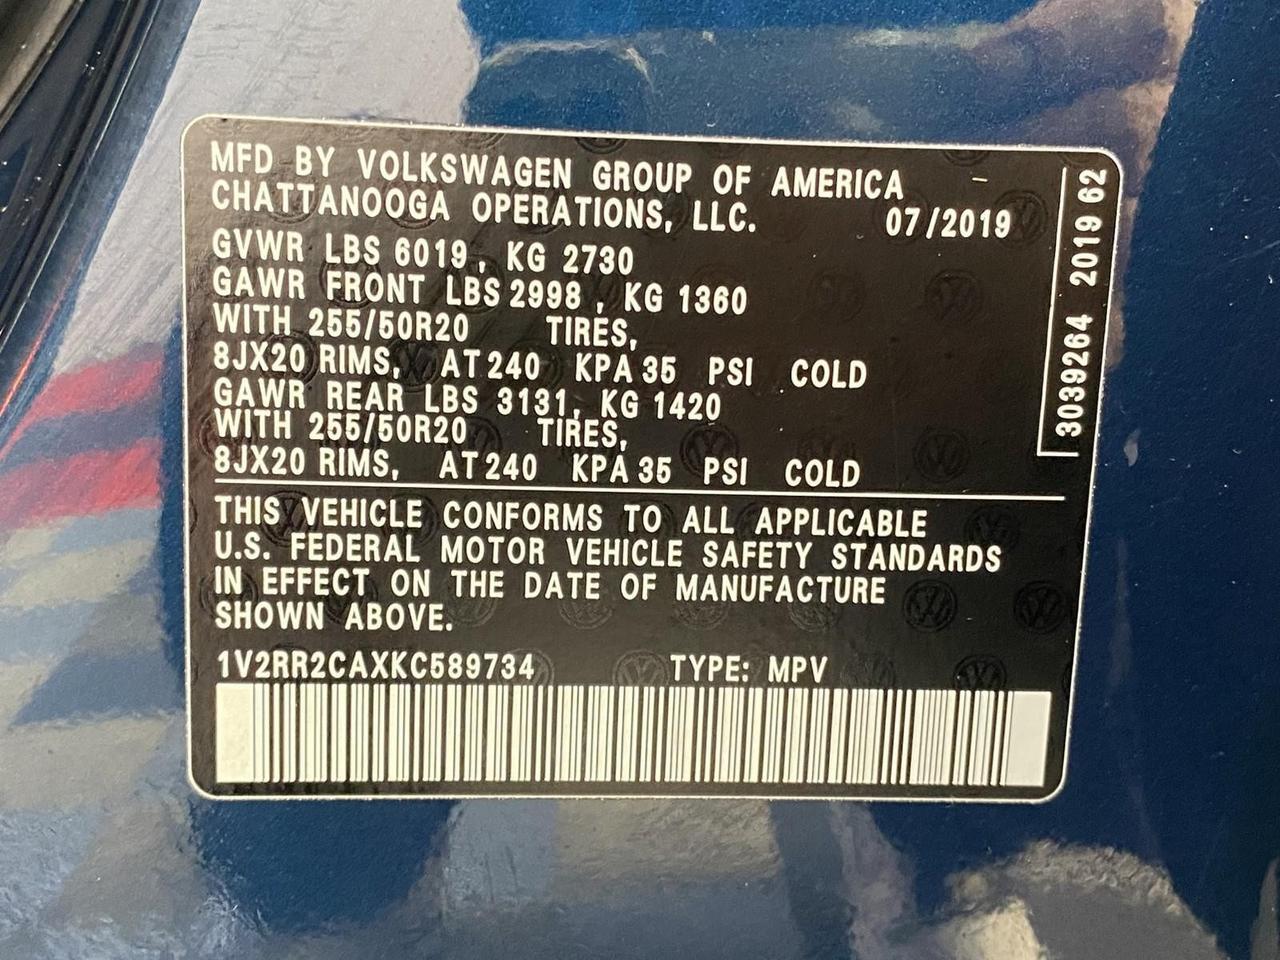 MFD BY VOLKSWAGEN GROUP OF AMERICA
CHATTANOOGA OPERATIONS, LLC. 07/2019
GVWR LBS 6019, KG 2730
GAWR FRONT LBS 2998, KG 1360
WITH 255/50R20 TIRES,
8JX20 RIMS, AT 240 KPA 35 PSI COLD
GAWR REAR LBS 3131, KG 1420
WITH 255/50R20 TIRES,
8JX20 RIMS, AT 240 KPA 35 PSI COLD
THIS VEHICLE CONFORMS TO ALL APPLICABLE
U.S. FEDERAL MOTOR VEHICLE SAFETY STANDARDS
IN EFFECT ON THE DATE OF MANUFACTURE
SHOWN ABOVE.
1V2RR2CAXKC589734 TYPE: MPV
3039264 2019 62